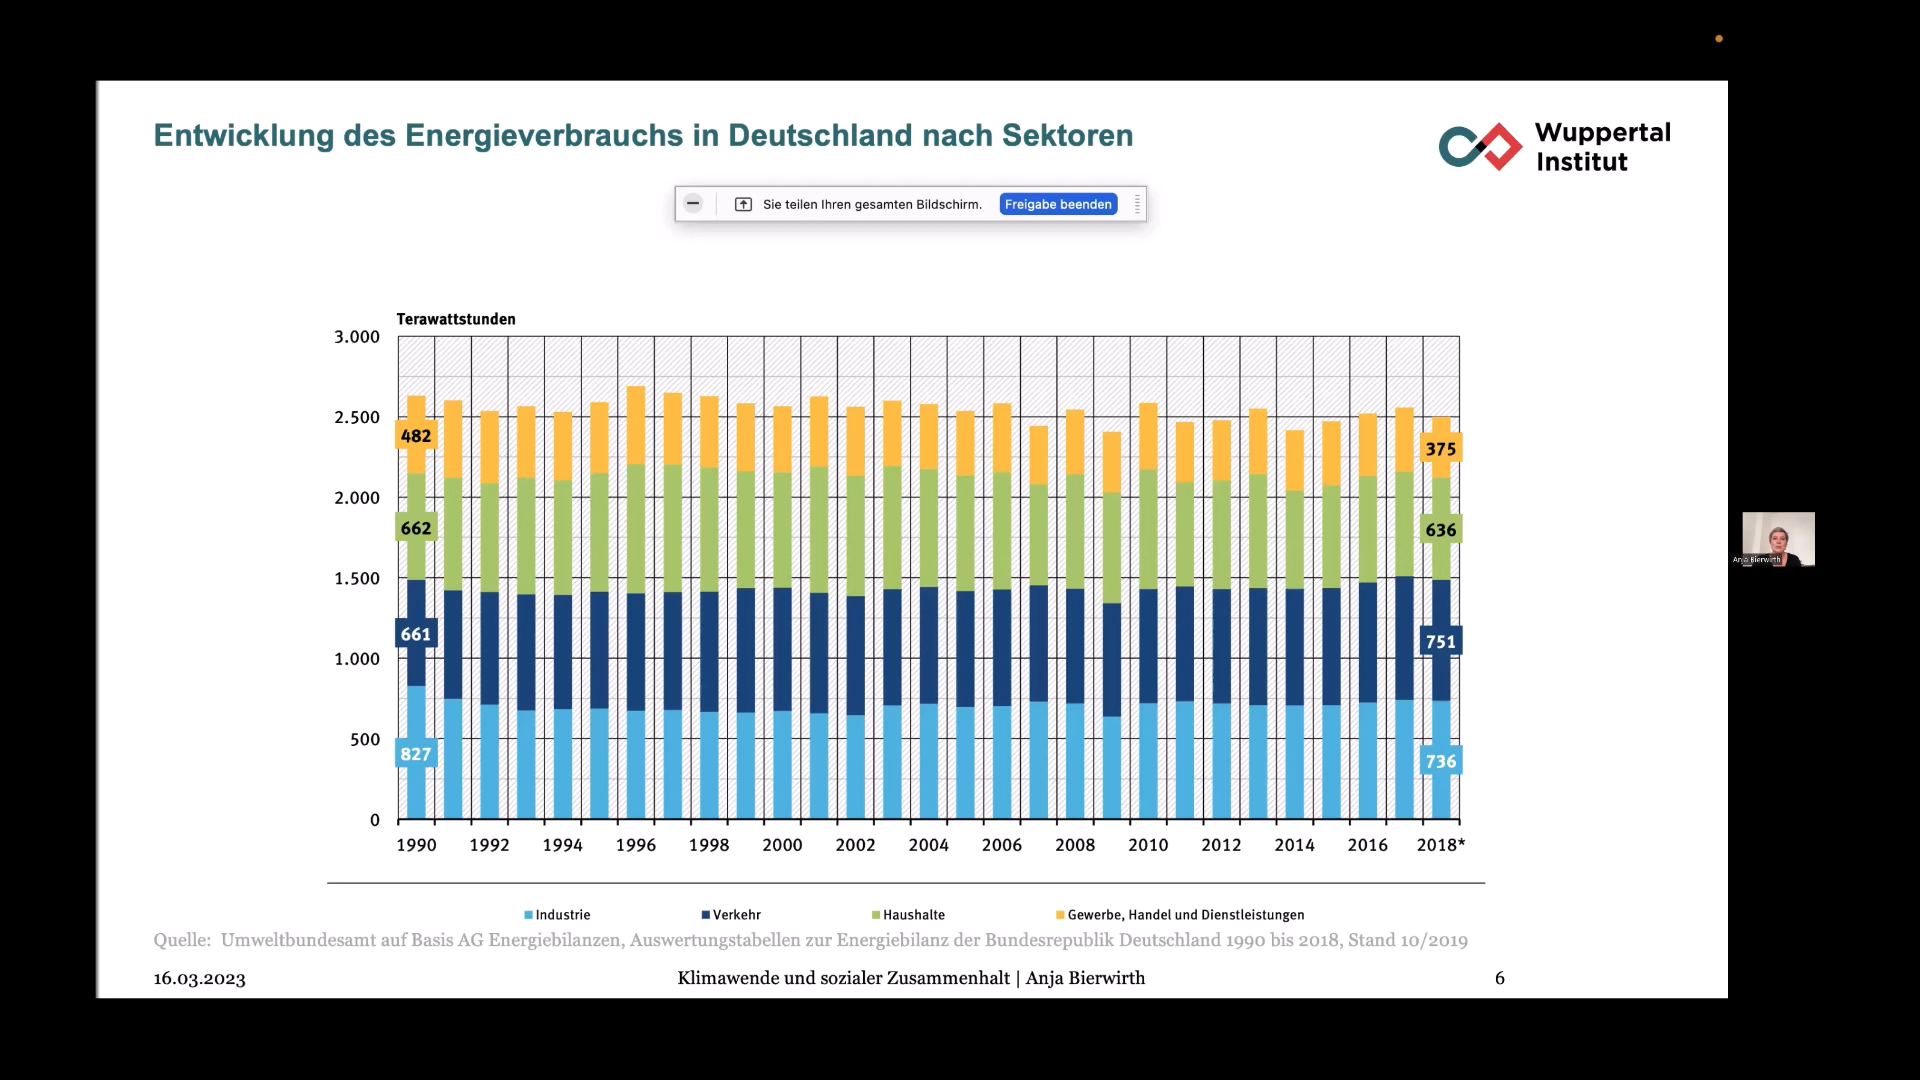 Entwicklung des Energieverbrauchs in Deutschland nach Sektoren
Wuppertal
Institut
Sie teilen Ihren gesamten Bildschirm.
Freigabe beenden
Terawattstunden
3.000
2.500
2.000
1.500
1.000
500
0
482
662
661
827
375
636
751
736
1990 1992 1994 1996 1998 2000 2002 2004 2006 2008 2010 2012 2014 2016 2018*
Industrie Verkehr Haushalte Gewerbe, Handel und Dienstleistungen
Quelle: Umweltbundesamt auf Basis AG Energiebilanzen, Auswertungstabellen zur Energiebilanz der Bundesrepublik Deutschland 1990 bis 2018, Stand 10/2019
16.03.2023 Klimawende und sozialer Zusammenhalt | Anja Bierwirth 6
Anja Bierwirth